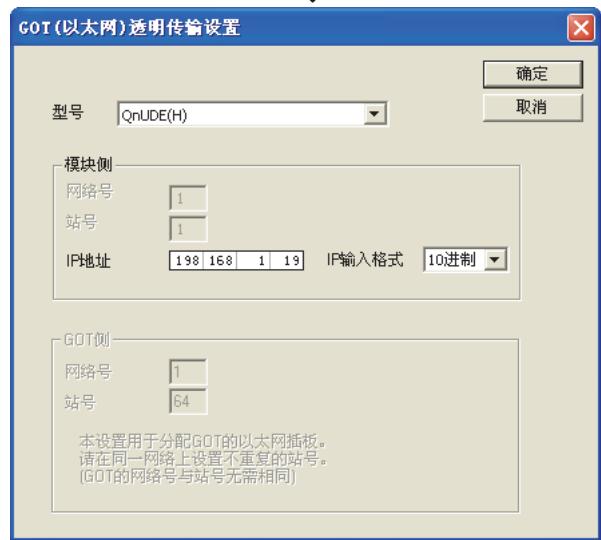 GOT(以太网)透明传输设置
确定
型号 QnUDE(H) 取消
模块侧
网络号 1
站号 1
IP地址 198 168 1 19 IP输入格式 10进制
GOT侧
网络号 1
站号 64
本设置用于分配GOT的以太网插板。
请在同一网络上设置不重复的站号。
(GOT的网络号与站号无需相同)